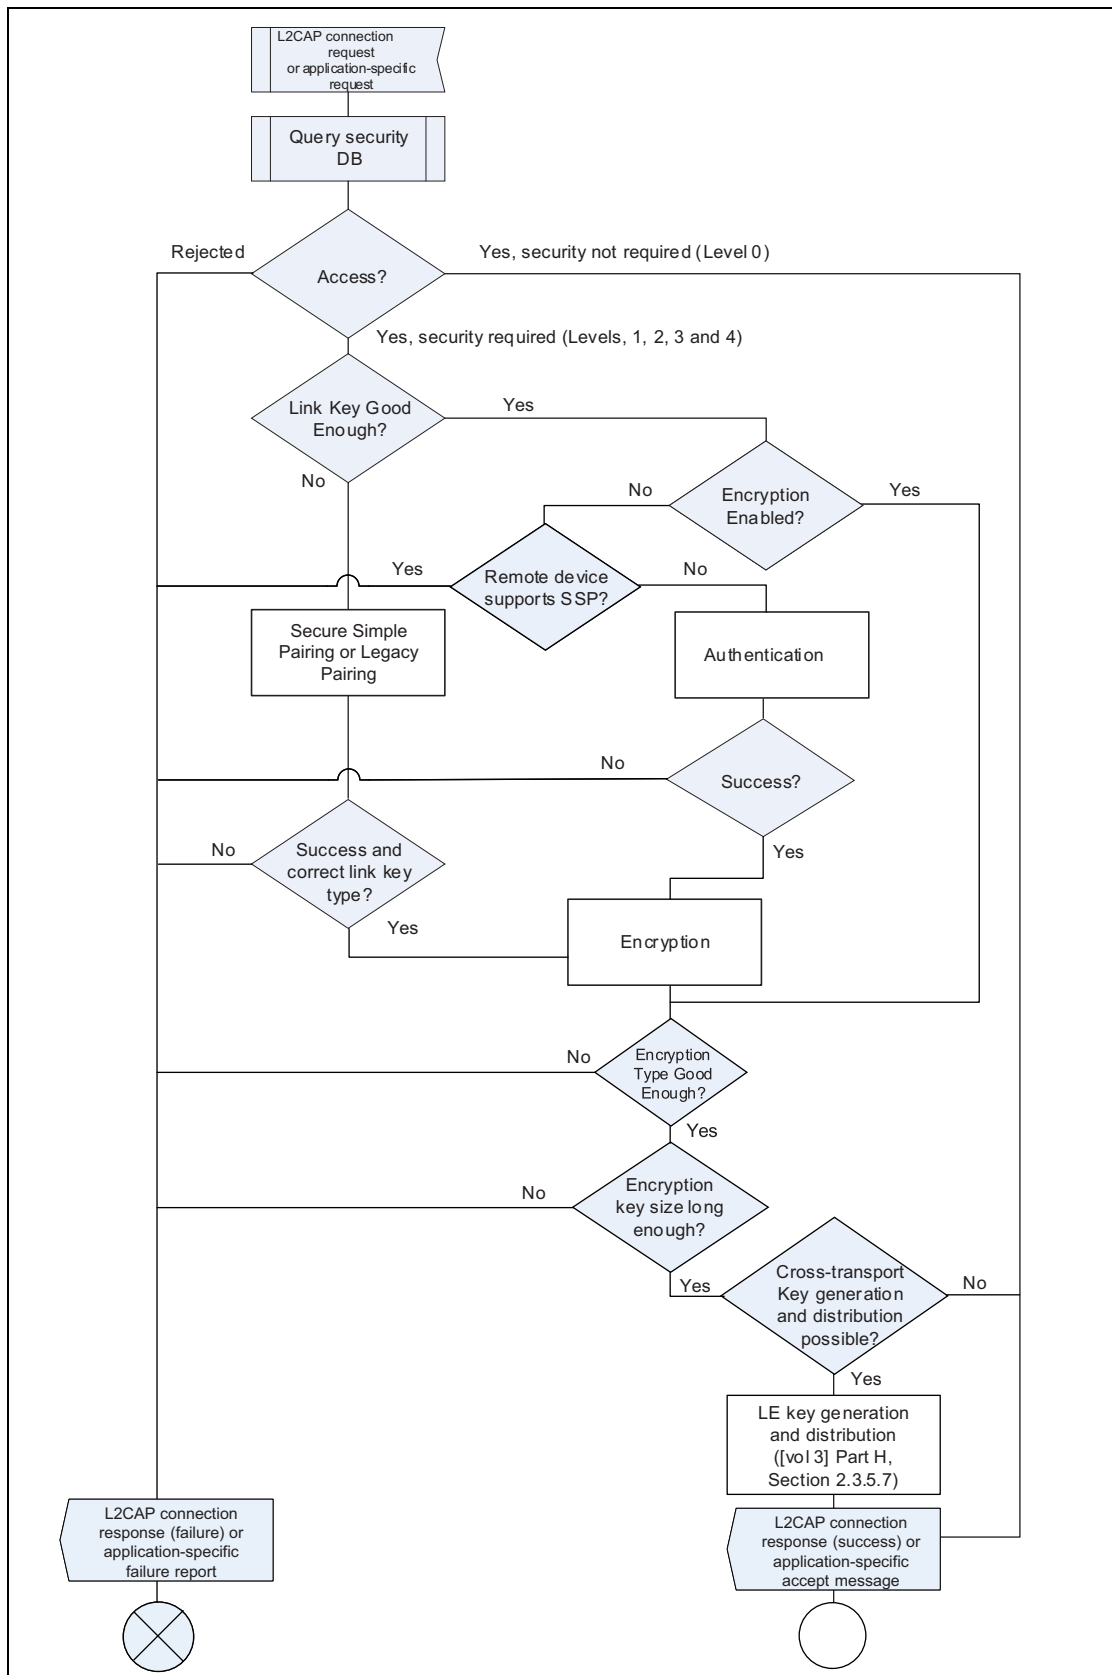 L2CAP connection
request
or application-specific
request
Query security
DB
Rejected
Yes, security not required (Level 0)
Access?
Yes, security required (Levels, 1, 2, 3 and 4)
Link Key Good
Enough?
Yes
No
No
Encryption
Enabled?
Yes
Yes
Remote device
supports SSP?
No
Secure Simple
Pairing or Legacy
Pairing
Authentication
No
Success?
No
Success and
correct link key
type?
Yes
Yes
Encryption
No
Encryption
Type Good
Enough?
Yes
No
Encryption
key size long
enough?
Yes
Cross-transport
Key generation
and distribution
possible?
No
Yes
LE key generation
and distribution
([vol 3] Part H,
Section 2.3.5.7)
L2CAP connection
response (failure) or
application-specific
failure report
L2CAP connection
response (success) or
application-specific
accept message